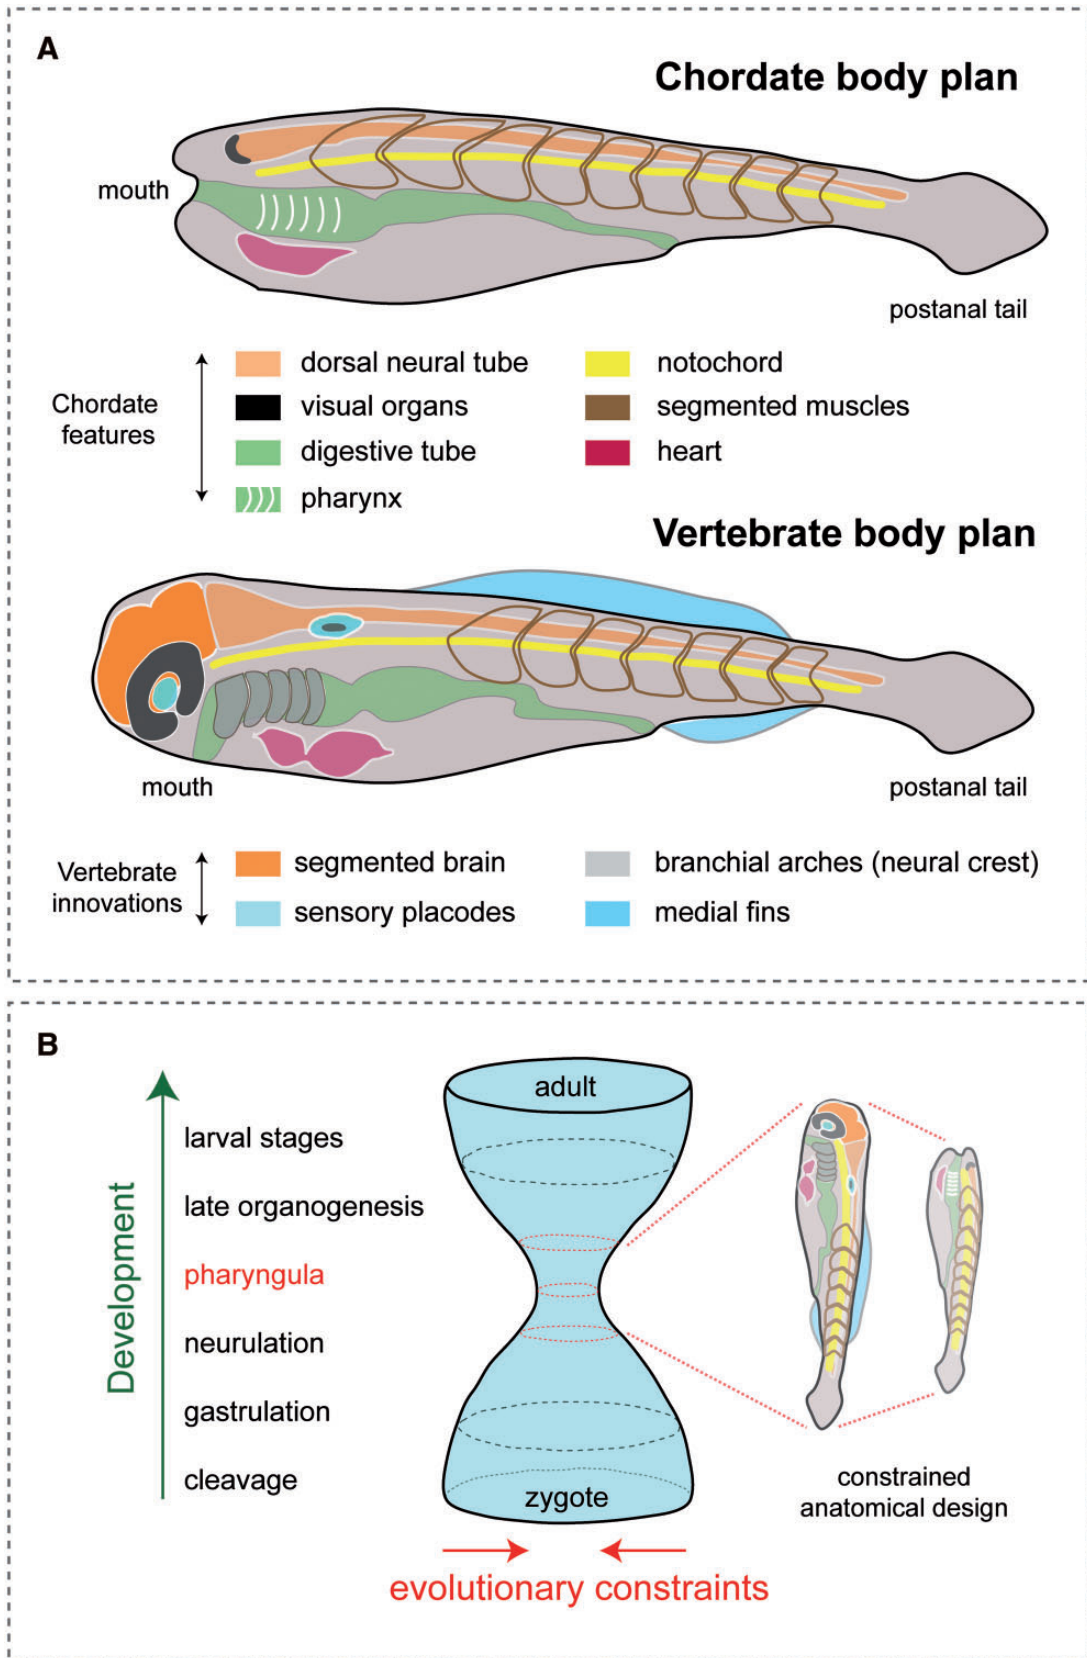 A
Chordate body plan
mouth
postanal tail
Chordate
features
dorsal neural tube
notochord
visual organs
segmented muscles
digestive tube
heart
pharynx
Vertebrate body plan
mouth
postanal tail
Vertebrate
innovations
segmented brain
branchial arches (neural crest)
sensory placodes
medial fins
B
Development
larval stages
late organogenesis
pharyngula
neurulation
gastrulation
cleavage
adult
zygote
evolutionary constraints
constrained
anatomical design